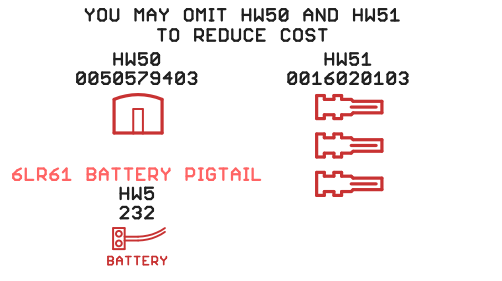 YOU MAY OMIT HW50 AND HW51
TO REDUCE COST
HW50
0050579403
HW51
0016020103
6LR61 BATTERY PIGTAIL
HW5
232
BATTERY